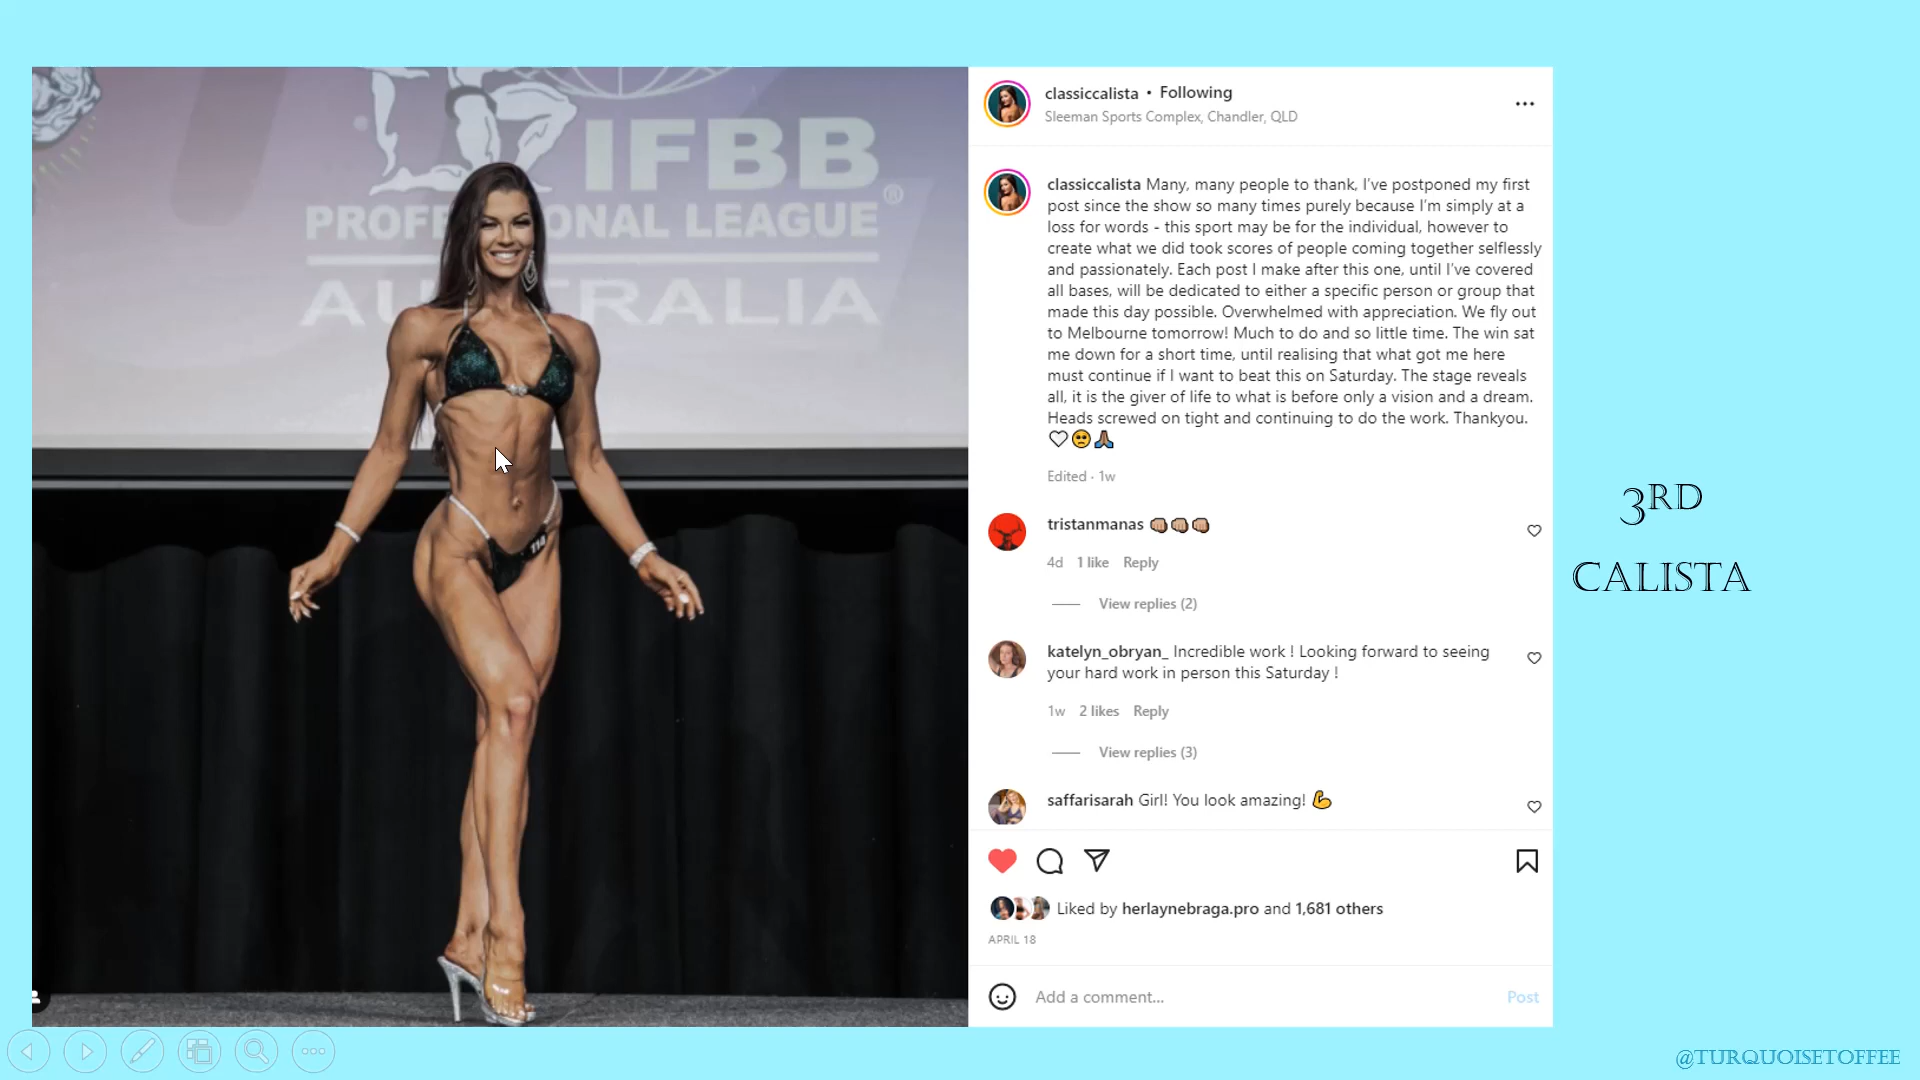 IFBB
®
PROFE IONAL LEAGUE
AU TRALIA
114
classiccalista • Following
Sleeman Sports Complex, Chandler, QLD
classiccalista Many, many people to thank, I've postponed my first
post since the show so many times purely because I'm simply at a
loss for words - this sport may be for the individual, however to
create what we did took scores of people coming together selflessly
and passionately. Each post I make after this one, until I've covered
all bases, will be dedicated to either a specific person or group that
made this day possible. Overwhelmed with appreciation. We fly out
to Melbourne tomorrow! Much to do and so little time. The win sat
me down for a short time, until realising that what got me here
must continue if I want to beat this on Saturday. The stage reveals
all, it is the giver of life to what is before only a vision and a dream.
Heads screwed on tight and continuing to do the work. Thankyou.
🤍🥺🙏🏽
Edited · 1w
tristanmanas 👊🏼👊🏼👊🏼
4d 1 like Reply
View replies (2)
katelyn_obryan_ Incredible work ! Looking forward to seeing
your hard work in person this Saturday !
1w 2 likes Reply
View replies (3)
saffarisarah Girl! You look amazing! 💪
Liked by herlaynebraga.pro and 1,681 others
APRIL 18
Add a comment... Post
3RD
CALISTA
@TURQUOISETOFFEE